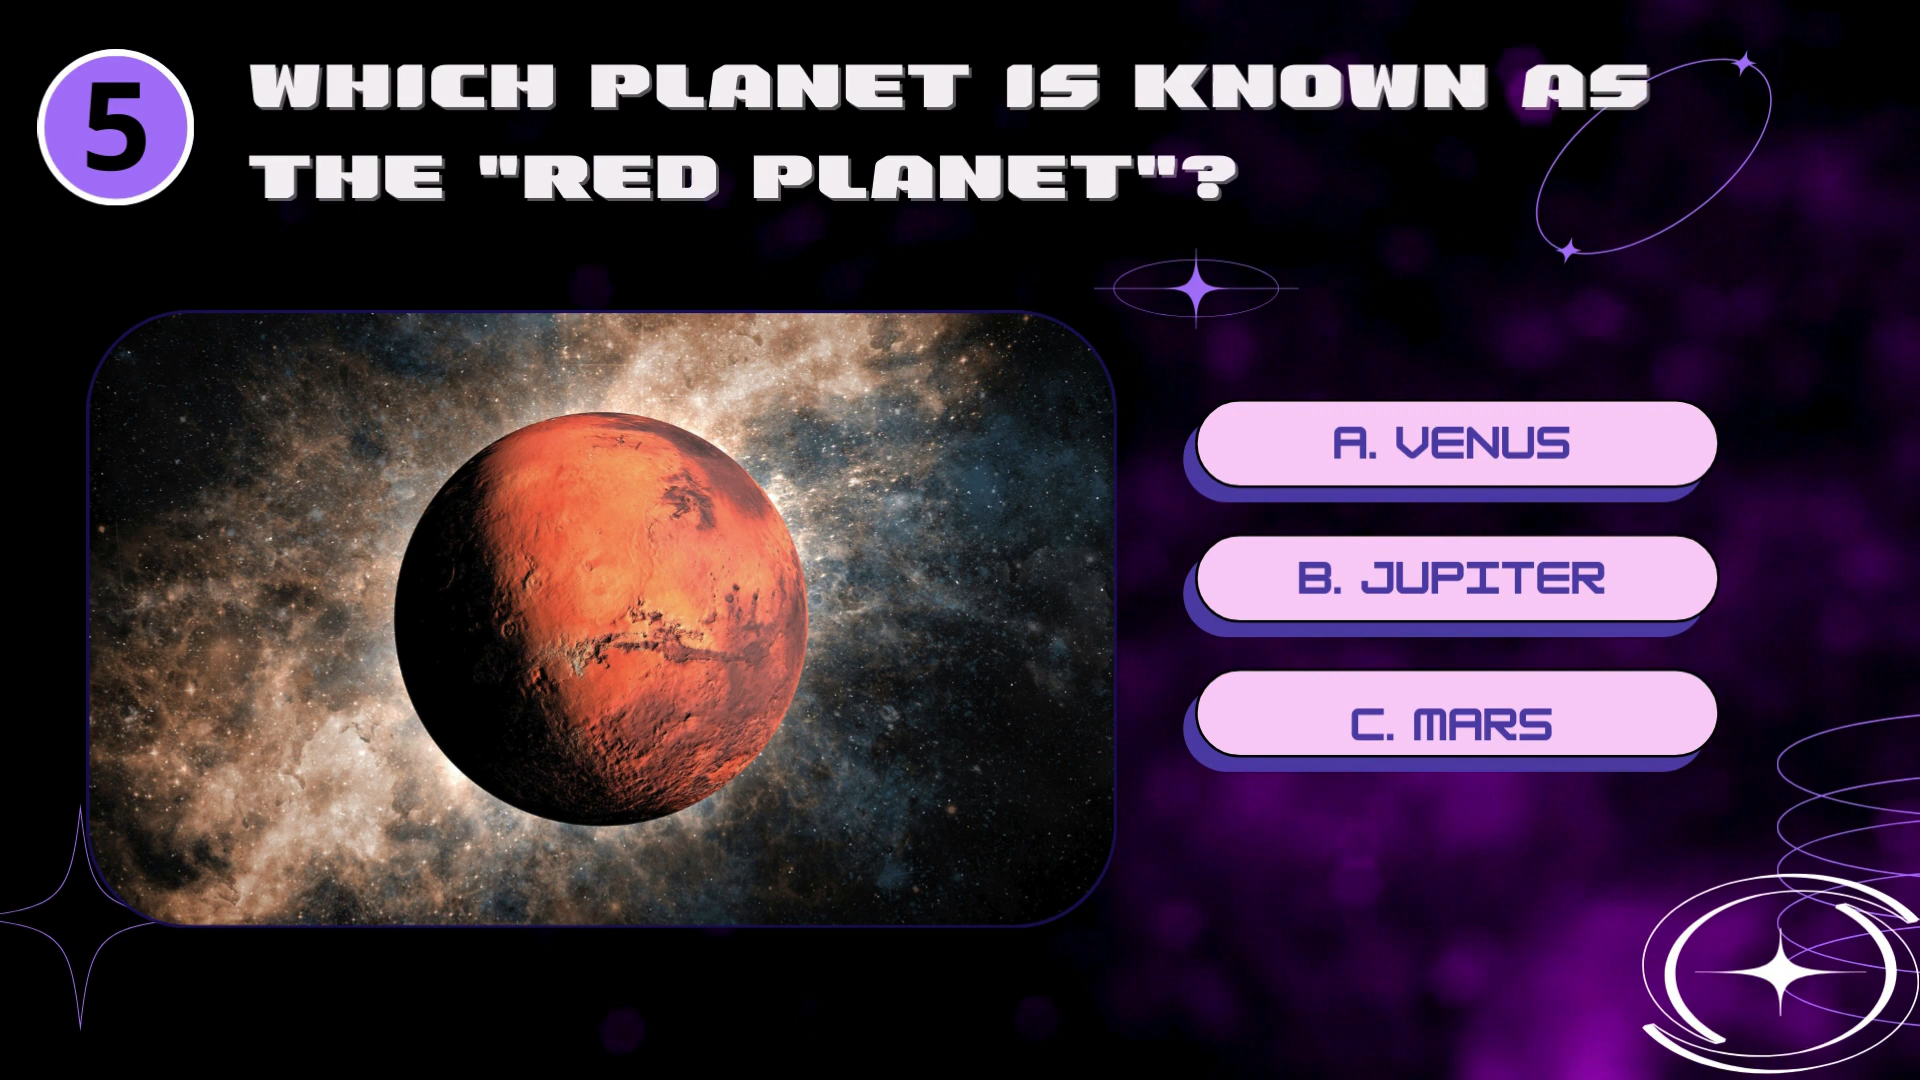 5
WHICH PLANET IS KNOWN AS
THE "RED PLANET"?
A. VENUS
B. JUPITER
C. MARS